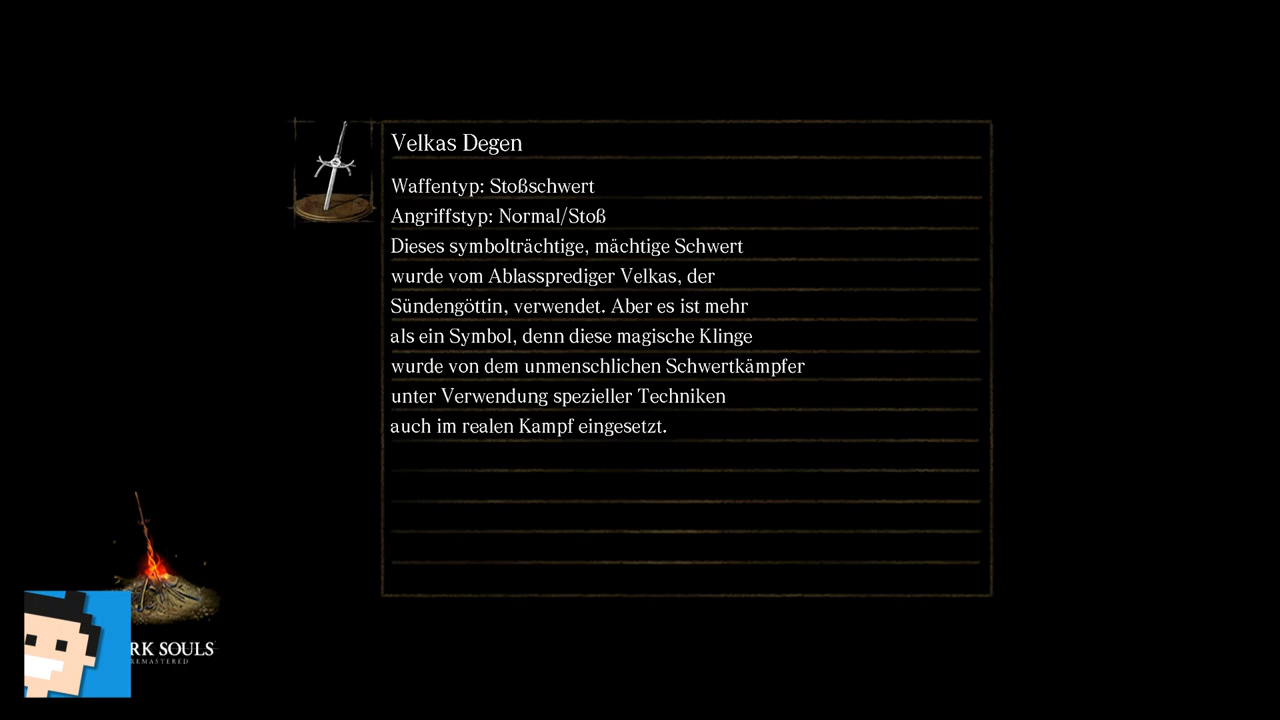 Velkas Degen
Waffentyp: Stoßschwert
Angriffstyp: Normal/Stoß
Dieses symbolträchtige, mächtige Schwert
wurde vom Ablassprediger Velkas, der
Sündengöttin, verwendet. Aber es ist mehr
als ein Symbol, denn diese magische Klinge
wurde von dem unmenschlichen Schwertkämpfer
unter Verwendung spezieller Techniken
auch im realen Kampf eingesetzt.
RK SOULS
REMASTERED